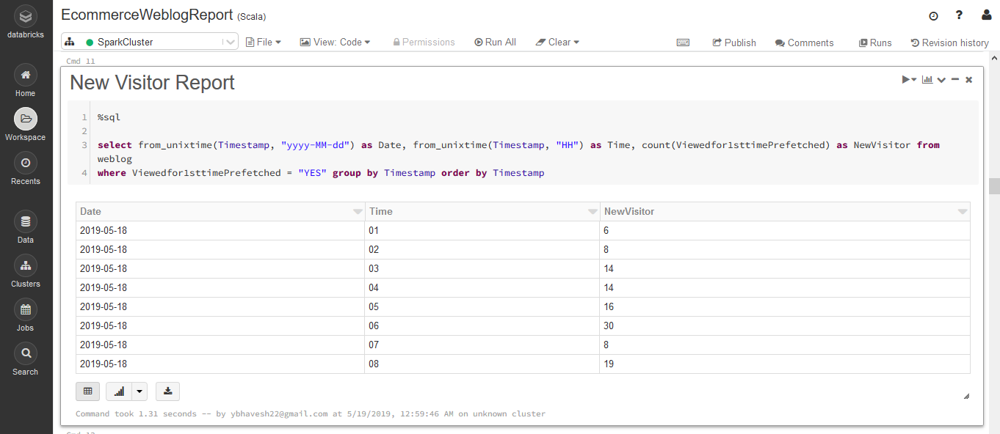 databricks
EcommerceWeblogReport (Scala)
SparkCluster File View: Code Permissions Run All Clear Publish Comments Runs Revision history
Home
Workspace
Recents
Data
Clusters
Jobs
Search
Cmd 11
New Visitor Report
1 %sql
2
3 select from_unixtime(Timestamp, "yyyy-MM-dd") as Date, from_unixtime(Timestamp, "HH") as Time, count(Viewedfor1sttimePrefetched) as NewVisitor from
weblog
4 where Viewedfor1sttimePrefetched = "YES" group by Timestamp order by Timestamp
Date Time NewVisitor
2019-05-18 01 6
2019-05-18 02 8
2019-05-18 03 14
2019-05-18 04 14
2019-05-18 05 16
2019-05-18 06 30
2019-05-18 07 8
2019-05-18 08 19
Command took 1.31 seconds -- by ybhavesh22@gmail.com at 5/19/2019, 12:59:46 AM on unknown cluster